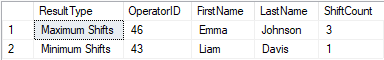 ResultType OperatorID FirstName LastName ShiftCount
1 Maximum Shifts 46 Emma Johnson 3
2 Minimum Shifts 43 Liam Davis 1